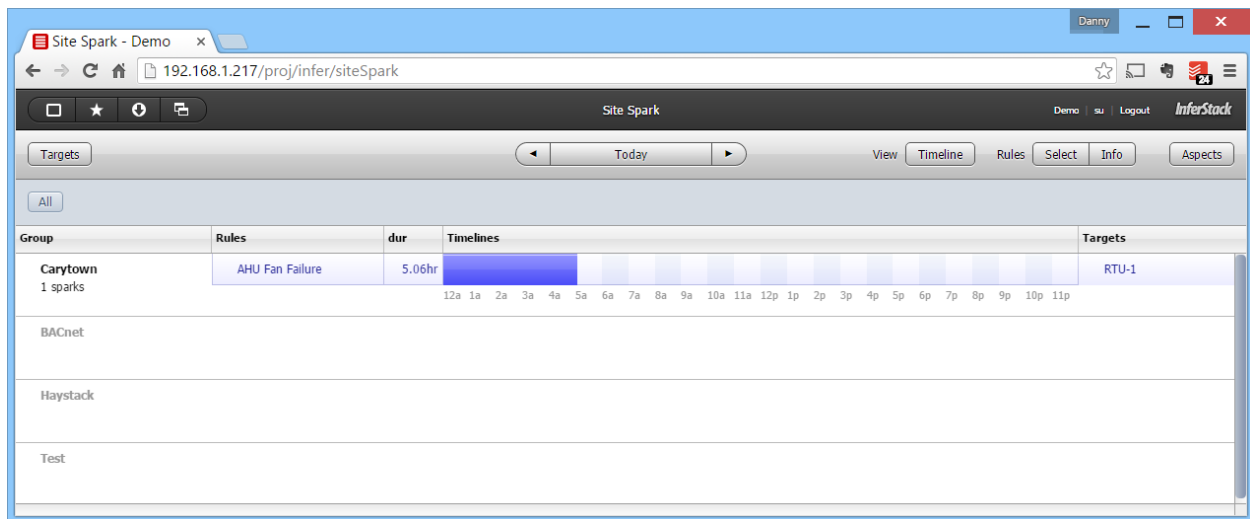 Danny
Site Spark - Demo
192.168.1.217/proj/infer/siteSpark
24
Site Spark
Demo | su | Logout
InferStack
Targets
Today
View Timeline
Rules Select Info
Aspects
All
Group Rules dur Timelines Targets
Carytown AHU Fan Failure 5.06hr RTU-1
1 sparks
12a 1a 2a 3a 4a 5a 6a 7a 8a 9a 10a 11a 12p 1p 2p 3p 4p 5p 6p 7p 8p 9p 10p 11p
BACnet
Haystack
Test